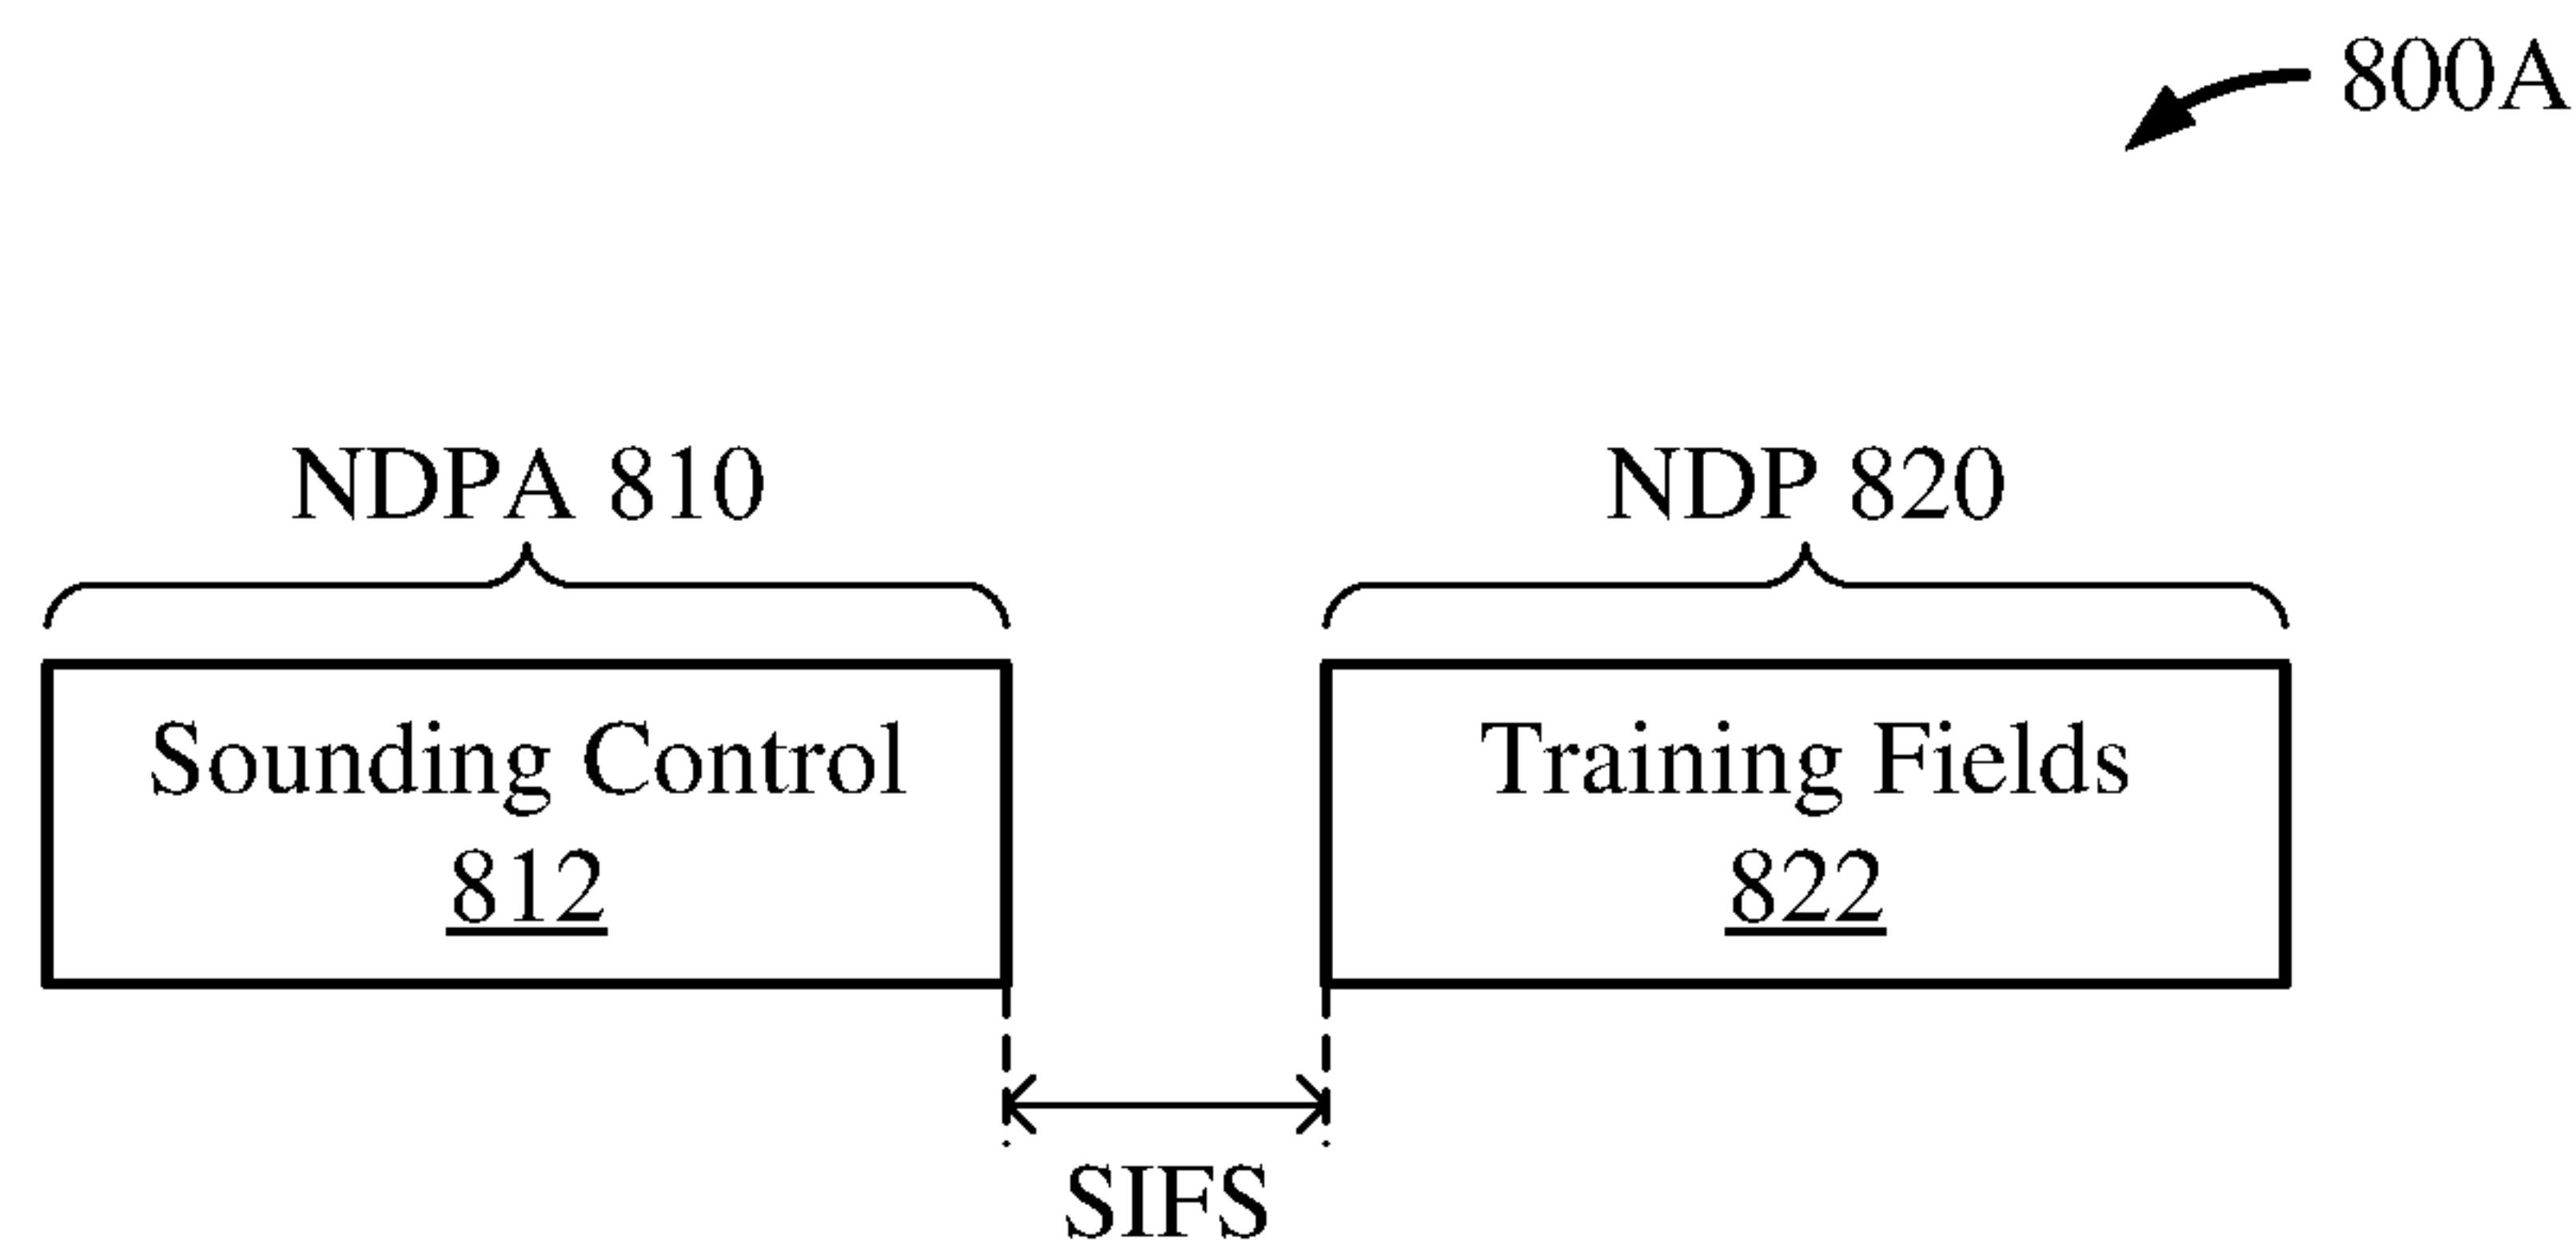 800A
NDPA 810
NDP 820
Sounding Control
812
Training Fields
822
SIFS